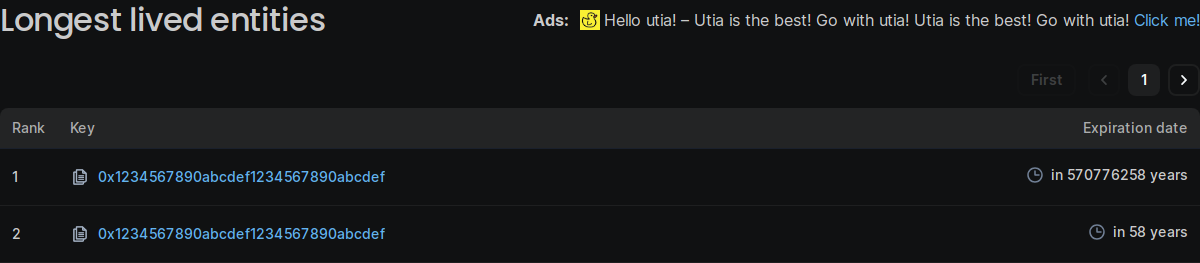 Longest lived entities
Ads: Hello utia! – Utia is the best! Go with utia! Utia is the best! Go with utia! Click me!
First 1
Rank Key Expiration date
1 0x1234567890abcdef1234567890abcdef in 570776258 years
2 0x1234567890abcdef1234567890abcdef in 58 years